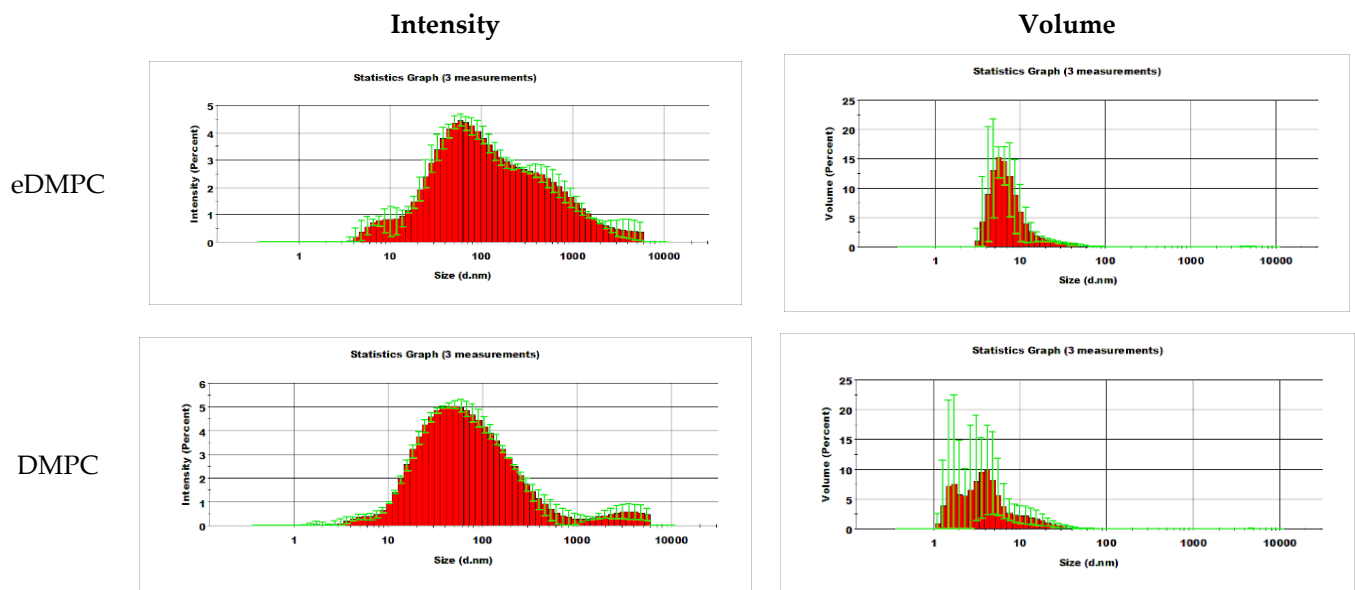 Intensity
Volume
eDMPC
Statistics Graph (3 measurements)
Intensity (Percent)
5
4
3
2
1
0
1
10
100
1000
10000
Size (d.nm)
Statistics Graph (3 measurements)
Volume (Percent)
25
20
15
10
5
0
1
10
100
1000
10000
Size (d.nm)
DMPC
Statistics Graph (3 measurements)
Intensity (Percent)
6
5
4
3
2
1
0
1
10
100
1000
10000
Size (d.nm)
Statistics Graph (3 measurements)
Volume (Percent)
25
20
15
10
5
0
1
10
100
1000
10000
Size (d.nm)